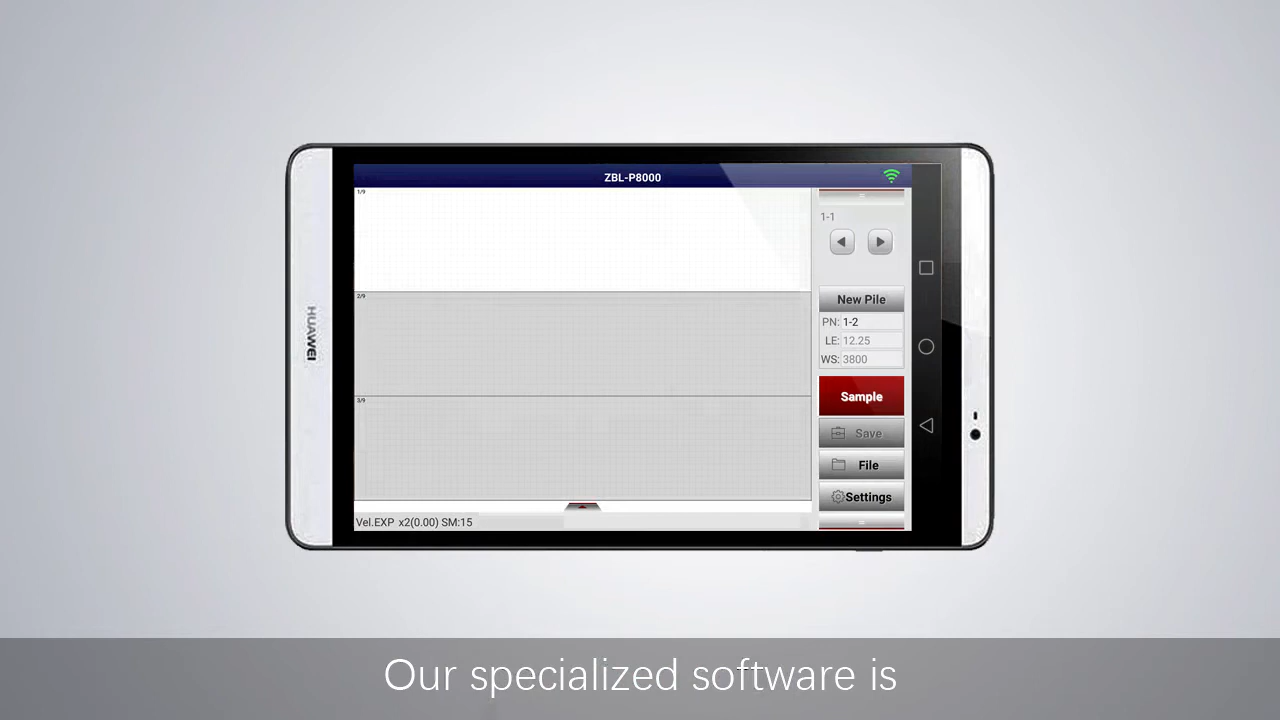 ZBL-P8000
1/9
2/9
3/9
Vel.EXP x2(0.00) SM:15
1-1
New Pile
PN: 1-2
LE: 12.25
WS: 3800
Sample
Save
File
Settings
HUAWEI
Our specialized software is